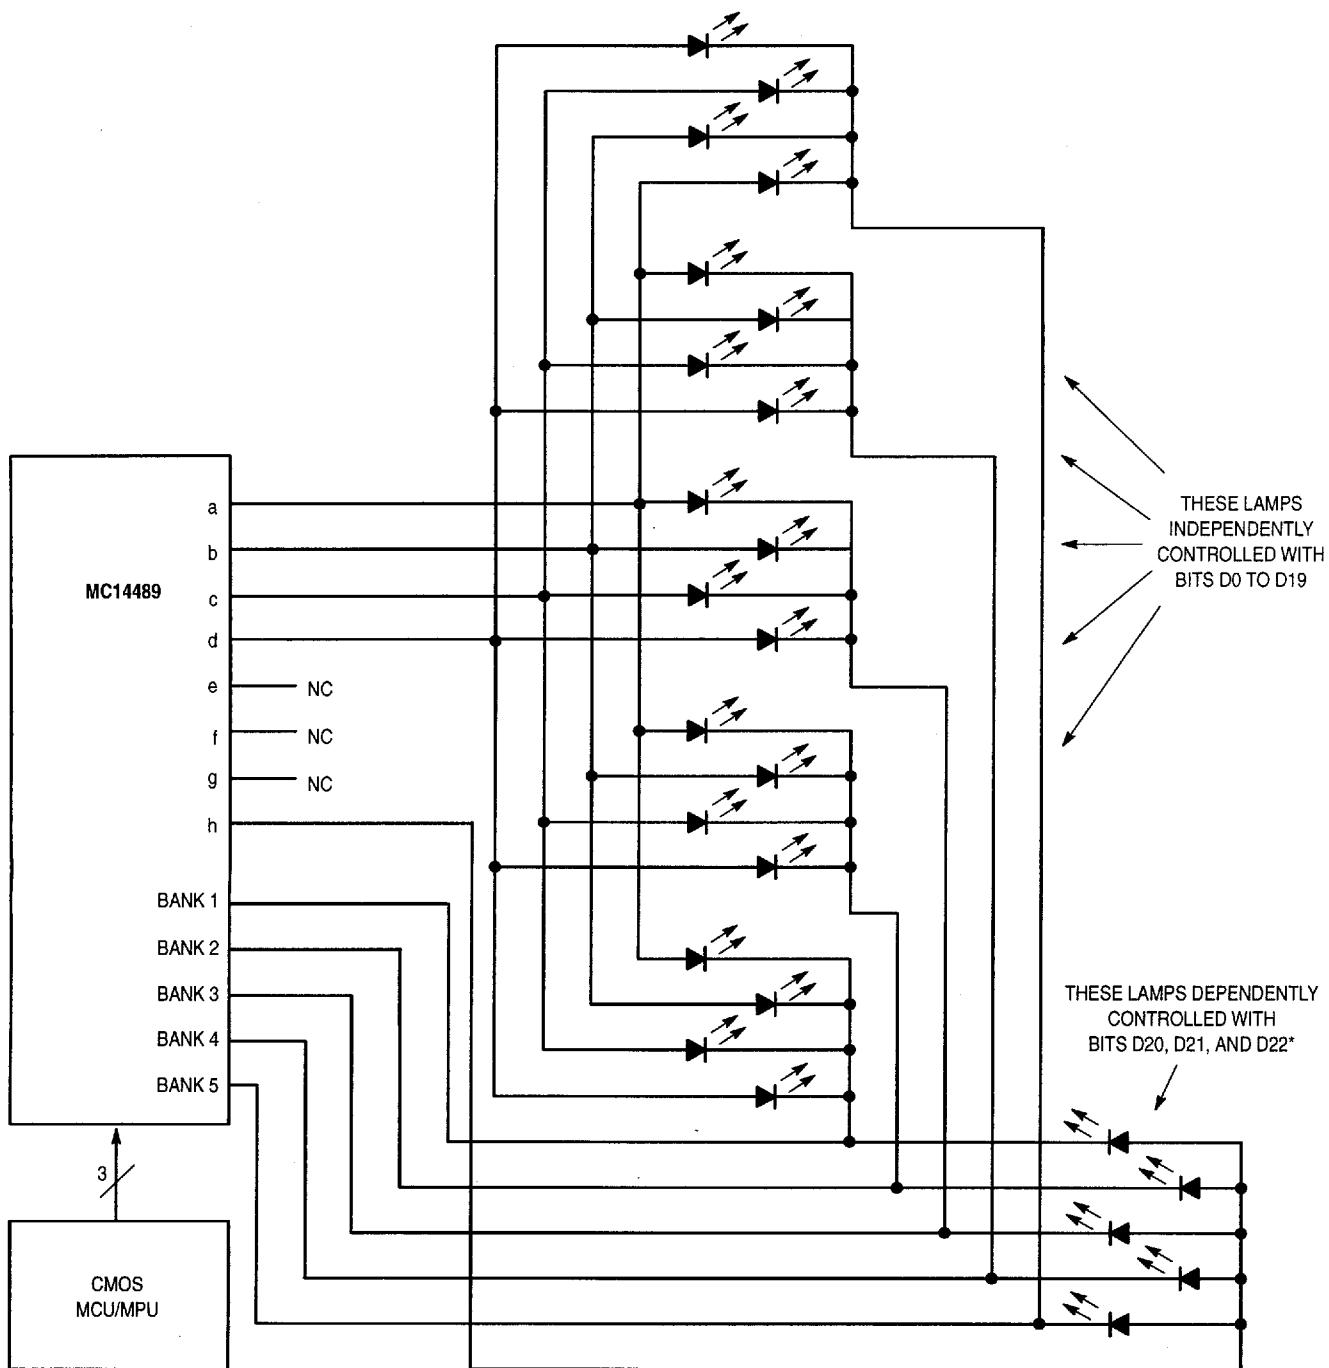 THESE LAMPS
INDEPENDENTLY
CONTROLLED WITH
BITS D0 TO D19
a
b
MC14489
c
d
e NC
f NC
g NC
h
BANK 1
BANK 2
BANK 3
BANK 4
BANK 5
THESE LAMPS DEPENDENTLY
CONTROLLED WITH
BITS D20, D21, AND D22*
3
CMOS
MCU/MPU